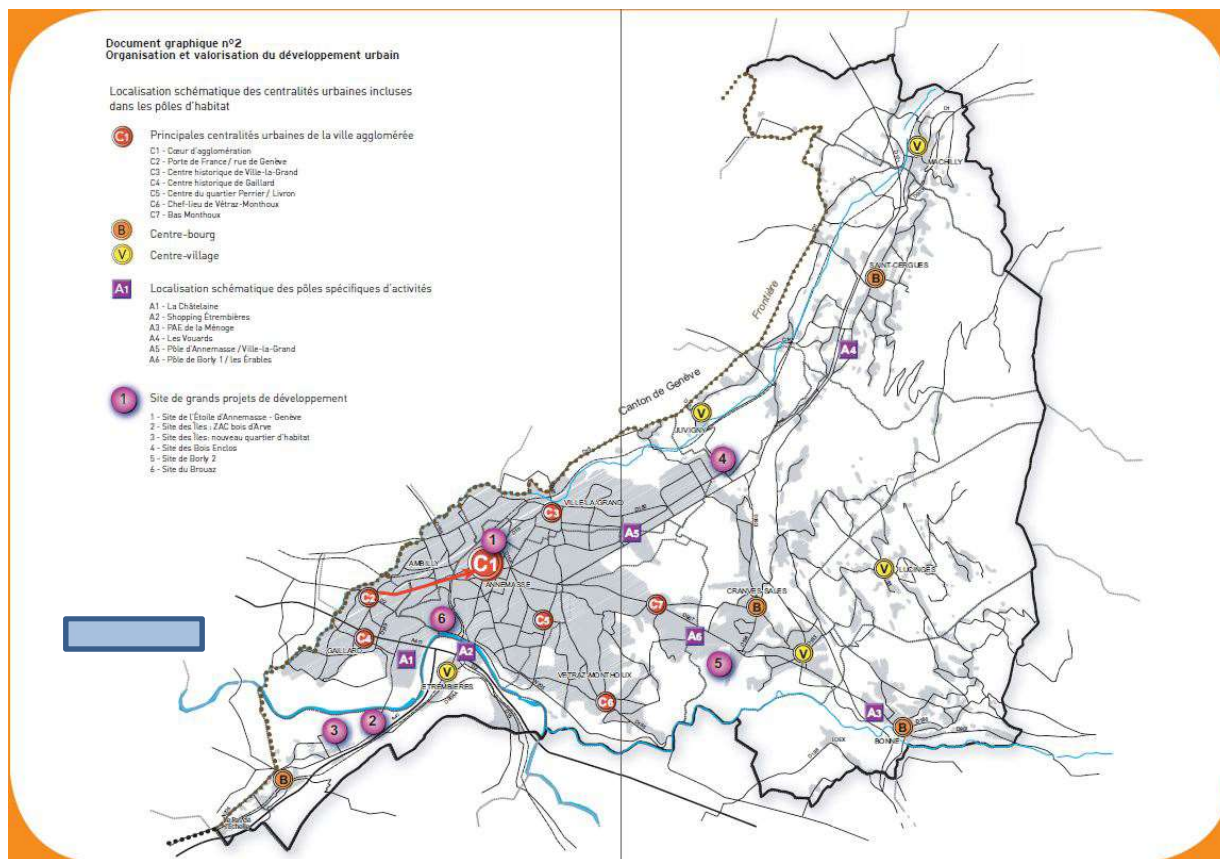 Document graphique n°2
Organisation et valorisation du développement urbain
Localisation schématique des centralités urbaines incluses
dans les pôles d'habitat
C1 Principales centralités urbaines de la ville agglomérée
C1 - Cœur d'agglomération
C2 - Porte de France / rue de Genève
C3 - Centre historique de Ville-la-Grand
C4 - Centre historique de Gaillard
C5 - Centre du quartier Perrier / Livron
C6 - Chef-lieu de Vétraz-Monthoux
C7 - Bas Monthoux
B Centre-bourg
V Centre-village
A1 Localisation schématique des pôles spécifiques d'activités
A1 - La Châtelaine
A2 - Shopping Étrembières
A3 - PAE de la Ménoge
A4 - Les Vouards
A5 - Pôle d'Annemasse / Ville-la-Grand
A6 - Pôle de Borly 1 / les Érables
1 Site de grands projets de développement
1 - Site de l'Étoile d'Annemasse - Genève
2 - Site des Îles : ZAC bois d'Arve
3 - Site des Îles: nouveau quartier d'habitat
4 - Site des Bois Enclos
5 - Site de Borly 2
6 - Site du Brouaz
V
MACHILLY
SAINT-CERGUES
B
Frontière
A4
Canton de Genève
V
JUVIGNY
4
VILLE-LA-GRAND
C3
A5
1
C1
AMBILLY
ANNEMASSE
V
LUCINGES
CRANVES-SALES
B
C2
C7
6
C5
C4
GAILLARD
A1
A2
A6
5
V
V
ETREMBIERES
VETRAZ-MONTHOUX
C6
2
3
A3
B
BONNE
B